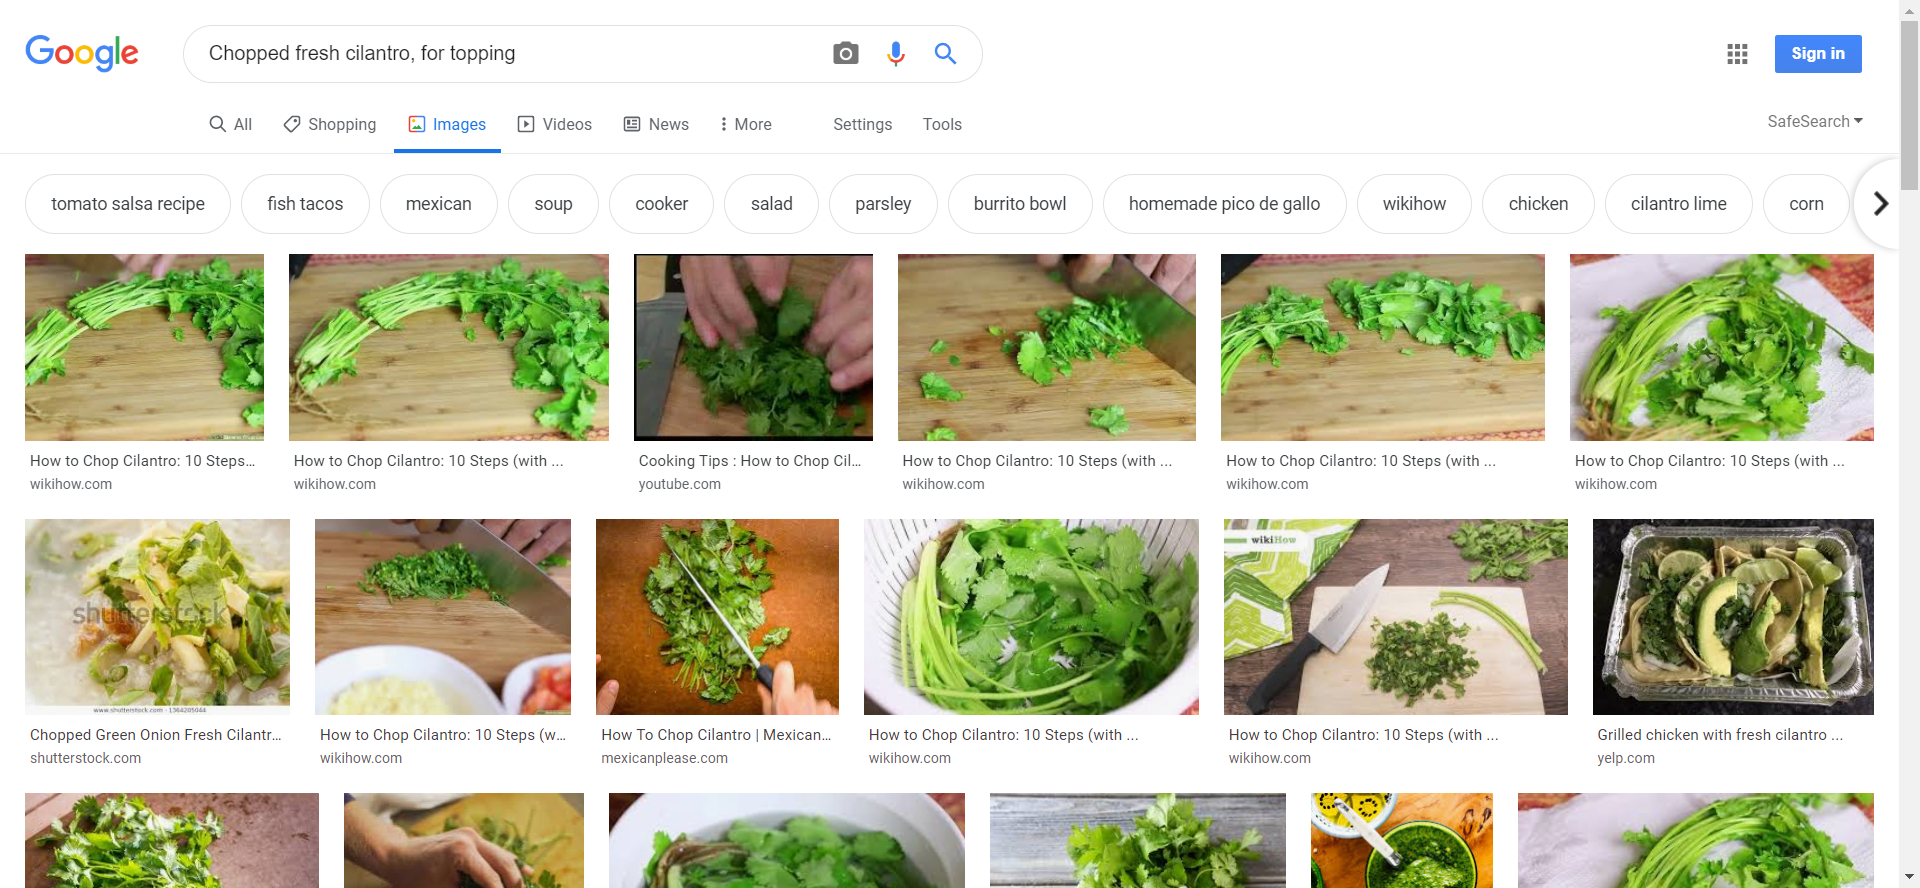 Google
Chopped fresh cilantro, for topping
Sign in
All
Shopping
Images
Videos
News
More
Settings
Tools
SafeSearch
tomato salsa recipe
fish tacos
mexican
soup
cooker
salad
parsley
burrito bowl
homemade pico de gallo
wikihow
chicken
cilantro lime
corn
How to Chop Cilantro: 10 Steps...
wikihow.com
How to Chop Cilantro: 10 Steps (with ...
wikihow.com
Cooking Tips : How to Chop Cil...
youtube.com
How to Chop Cilantro: 10 Steps (with ...
wikihow.com
How to Chop Cilantro: 10 Steps (with ...
wikihow.com
How to Chop Cilantro: 10 Steps (with ...
wikihow.com
shutterstock
www.shutterstock.com · 1364205044
Chopped Green Onion Fresh Cilantr...
shutterstock.com
How to Chop Cilantro: 10 Steps (w...
wikihow.com
How To Chop Cilantro | Mexican...
mexicanplease.com
How to Chop Cilantro: 10 Steps (with ...
wikihow.com
wikiHow
How to Chop Cilantro: 10 Steps (with ...
wikihow.com
Grilled chicken with fresh cilantro ...
yelp.com